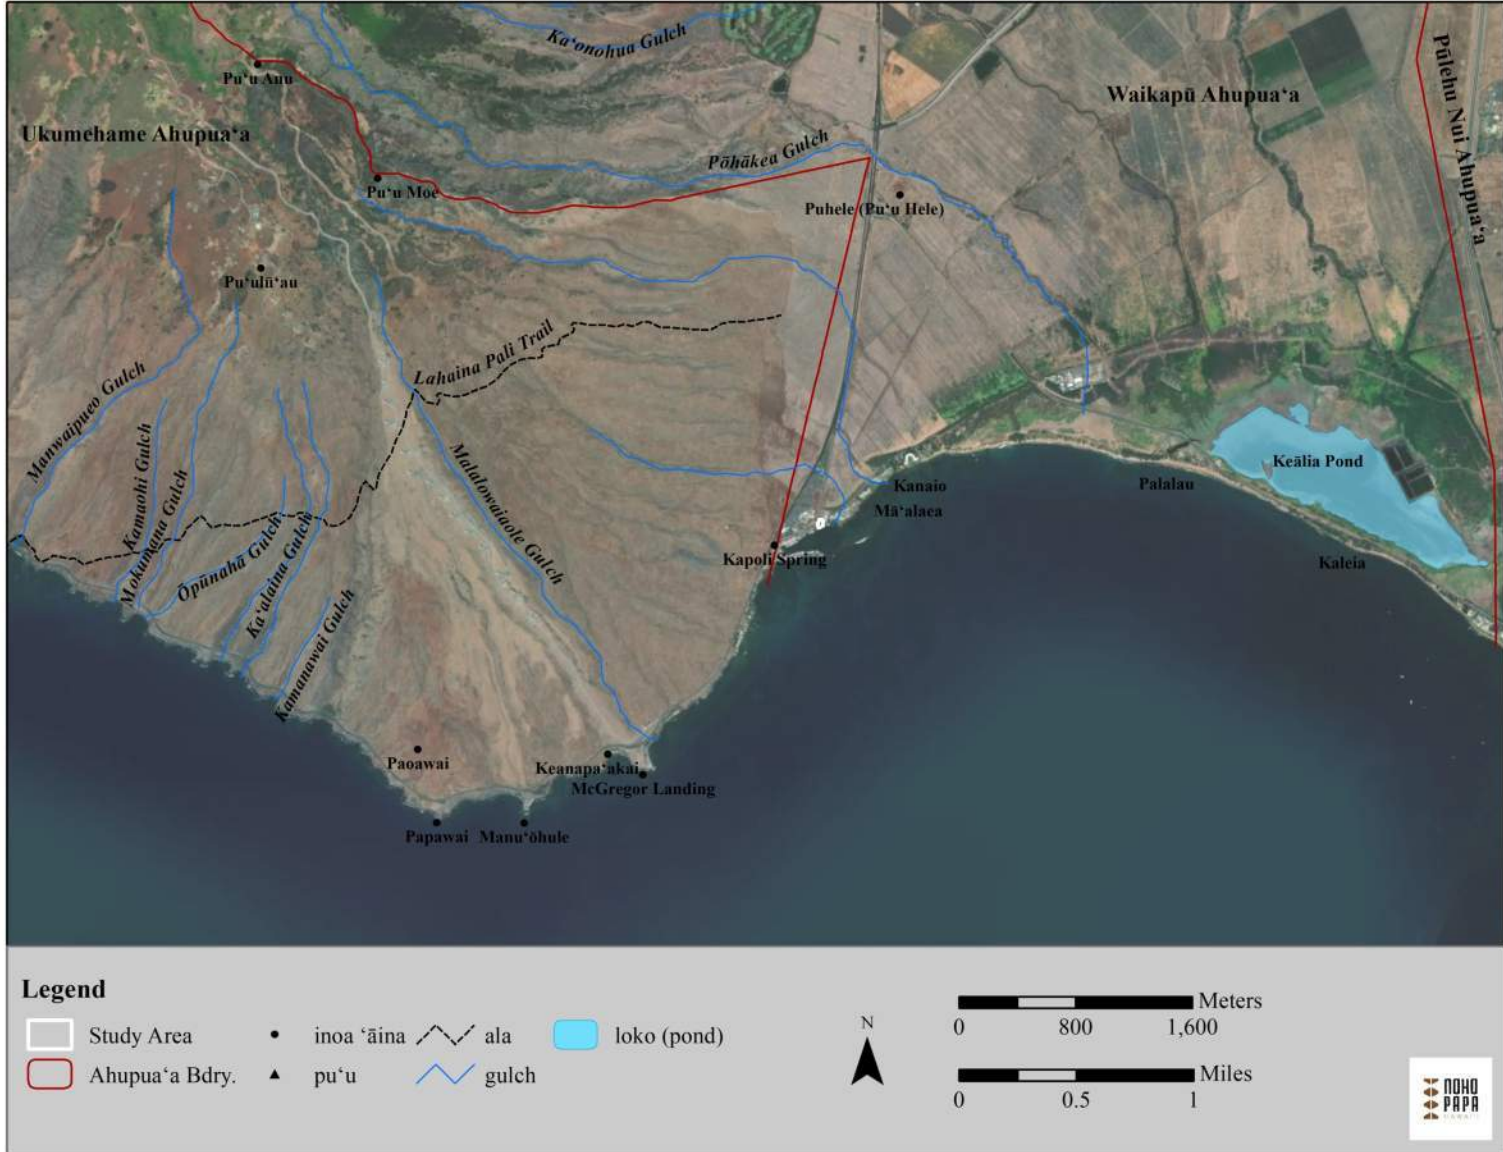 Ka‘onohua Gulch
Pu‘u Anu
Waikapū Ahupua‘a
Pūlehu Nui Ahupua‘a
Ukumehame Ahupua‘a
Pōhākea Gulch
Pu‘u Moe
Puhele (Pu‘u Hele)
Lahaina Pali Trail
Manwaipueo Gulch
Kamaohi Gulch
Mokumana Gulch
Malalowaiaole Gulch
Keālia Pond
Kanaio
Palalau
Mā‘alaea
Ōpūnahā Gulch
Ka‘alaina Gulch
Kapoli Spring
Kaleia
Kamanawai Gulch
Paoawai
Keanapa‘akai
McGregor Landing
Papawai
Manu‘ōhule
Legend
Study Area
inoa ‘āina
ala
loko (pond)
Ahupua‘a Bdry.
pu‘u
gulch
N
Meters
0 800 1,600
Miles
0 0.5 1
NOHO
PAPA
HAWAI‘I